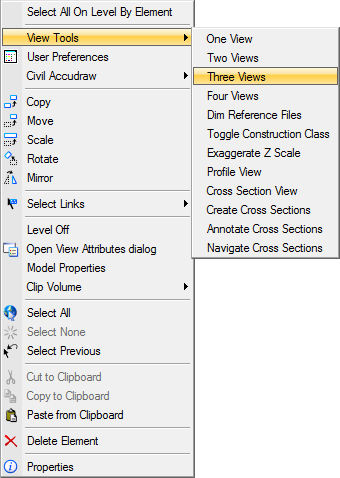 Select All On Level By Element
View Tools
User Preferences
Civil Accudraw
Copy
Move
Scale
Rotate
Mirror
Select Links
Level Off
Open View Attributes dialog
Model Properties
Clip Volume
Select All
Select None
Select Previous
Cut to Clipboard
Copy to Clipboard
Paste from Clipboard
Delete Element
Properties
One View
Two Views
Three Views
Four Views
Dim Reference Files
Toggle Construction Class
Exaggerate Z Scale
Profile View
Cross Section View
Create Cross Sections
Annotate Cross Sections
Navigate Cross Sections